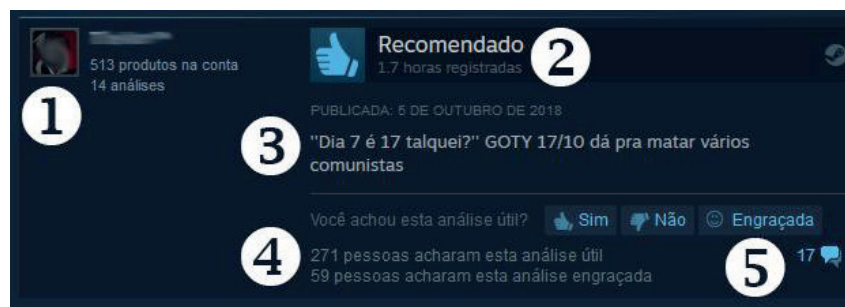 513 produtos na conta
14 análises
1
Recomendado
1.7 horas registradas
2
PUBLICADA: 5 DE OUTUBRO DE 2018
3
"Dia 7 é 17 talquei?" GOTY 17/10 dá pra matar vários
comunistas
Você achou esta análise útil? Sim Não Engraçada
4
271 pessoas acharam esta análise útil
59 pessoas acharam esta análise engraçada
5
17